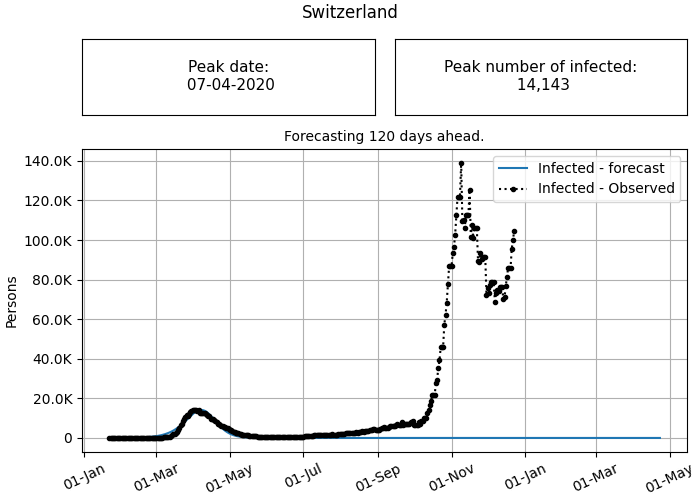 Switzerland
Peak date:
07-04-2020
Peak number of infected:
14,143
Forecasting 120 days ahead.
Infected - forecast
Infected - Observed
Persons
140.0K
120.0K
100.0K
80.0K
60.0K
40.0K
20.0K
0
01-Jan
01-Mar
01-May
01-Jul
01-Sep
01-Nov
01-Jan
01-Mar
01-May